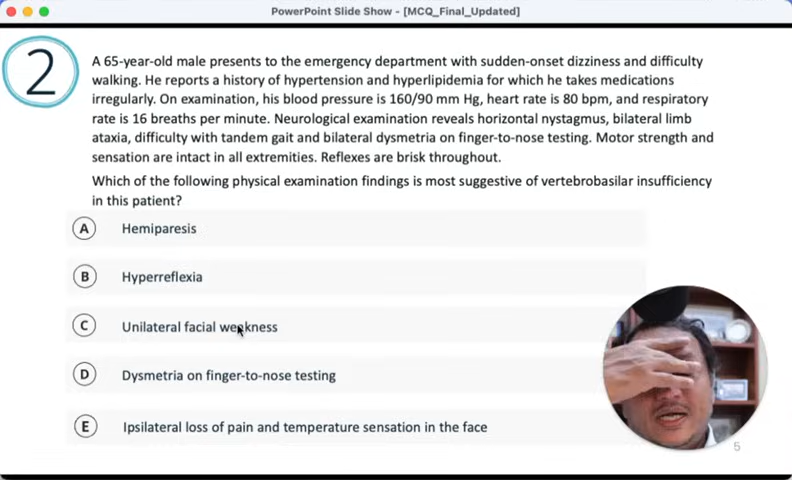 PowerPoint Slide Show - [MCQ_Final_Updated]
2
A 65-year-old male presents to the emergency department with sudden-onset dizziness and difficulty
walking. He reports a history of hypertension and hyperlipidemia for which he takes medications
irregularly. On examination, his blood pressure is 160/90 mm Hg, heart rate is 80 bpm, and respiratory
rate is 16 breaths per minute. Neurological examination reveals horizontal nystagmus, bilateral limb
ataxia, difficulty with tandem gait and bilateral dysmetria on finger-to-nose testing. Motor strength and
sensation are intact in all extremities. Reflexes are brisk throughout.
Which of the following physical examination findings is most suggestive of vertebrobasilar insufficiency
in this patient?
A Hemiparesis
B Hyperreflexia
C Unilateral facial weakness
D Dysmetria on finger-to-nose testing
E Ipsilateral loss of pain and temperature sensation in the face
5